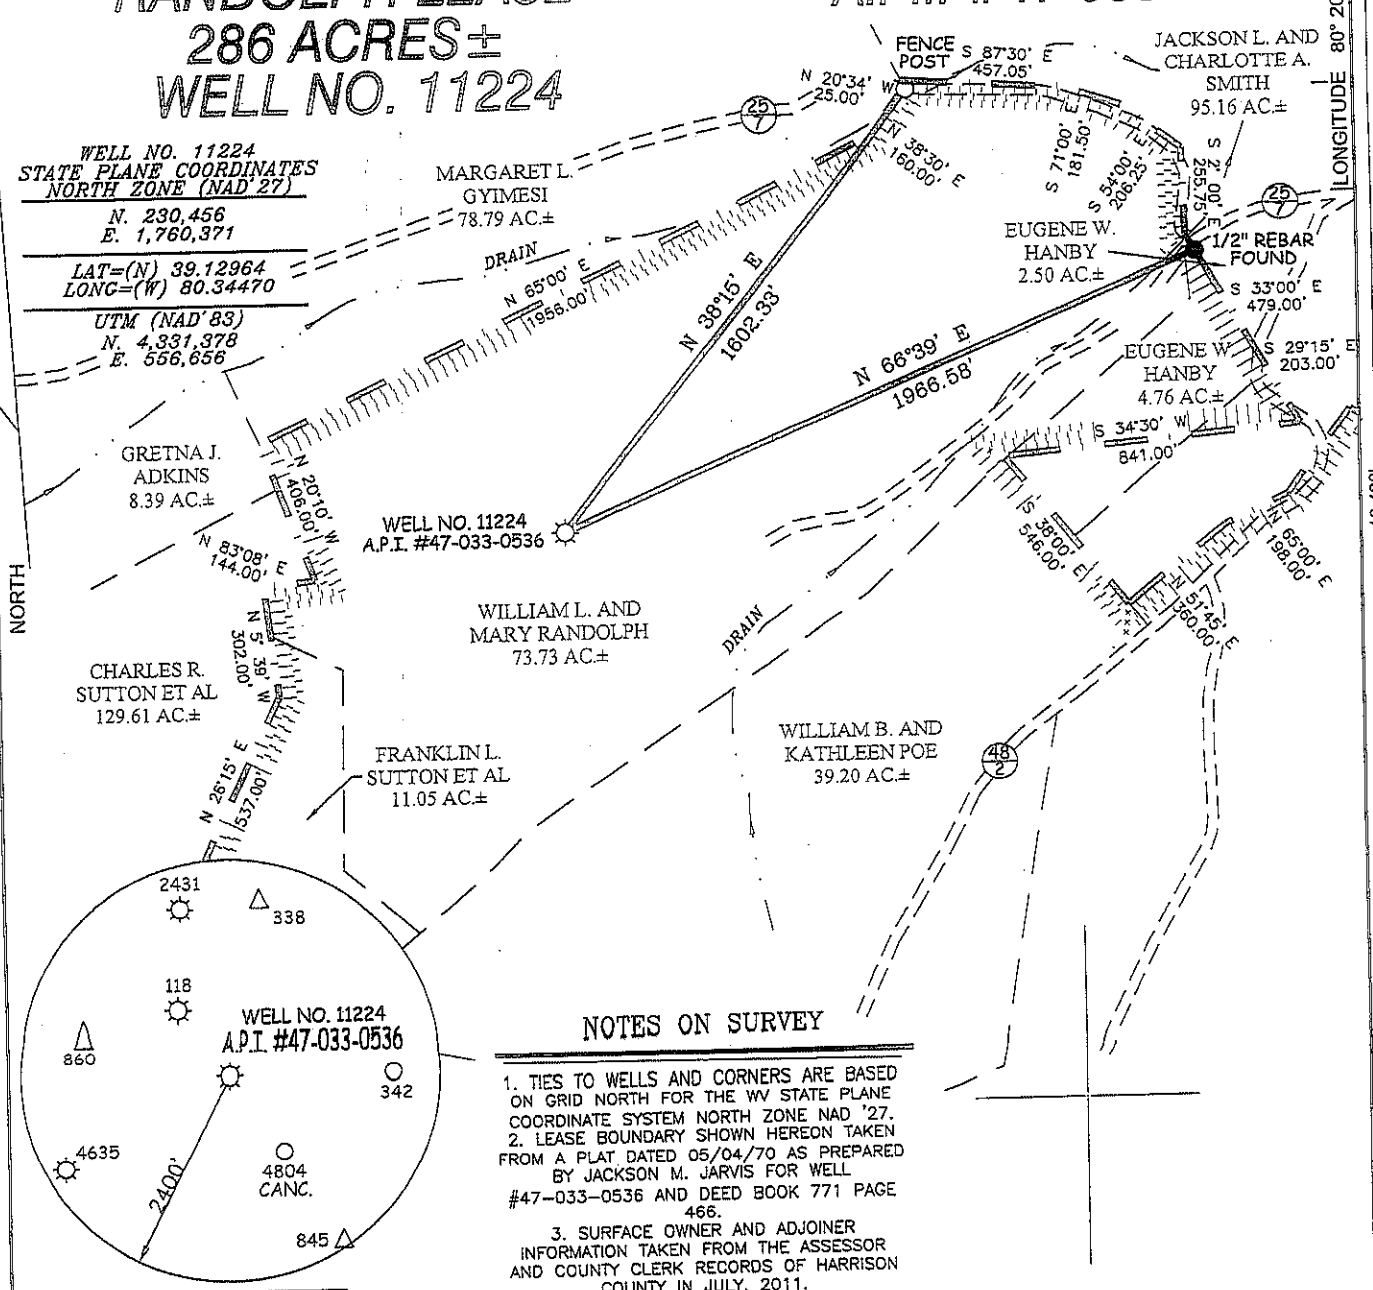 286 ACRES ±
WELL NO. 11224
WELL NO. 11224
STATE PLANE COORDINATES
NORTH ZONE (NAD'27)
N. 230,456
E. 1,760,371
LAT=(N) 39.12964
LONG=(W) 80.34470
UTM (NAD'83)
N. 4,331,378
E. 556,656
NORTH
MARGARET L.
GYIMESI
78.79 AC.±
DRAIN
N 65°00' E
1956.00'
N 20°34' W
25.00'
25
7
FENCE
POST
S 87°30' E
457.05'
N 38°30' E
160.00'
S 71°00' E
181.50'
S 54°00' E
206.25'
S 2° 00' E
255.75'
JACKSON L. AND
CHARLOTTE A.
SMITH
95.16 AC.±
LONGITUDE 80° 20
25
7
EUGENE W.
HANBY
2.50 AC.±
1/2" REBAR
FOUND
S 33°00' E
479.00'
S 29°15' E
203.00'
EUGENE W.
HANBY
4.76 AC.±
S 34°30' W
841.00'
N 38°15' E
1602.33'
N 66°39' E
1966.58'
GRETNA J.
ADKINS
8.39 AC.±
N 20°10' W
406.00'
N 83°08' E
144.00'
WELL NO. 11224
A.P.I. #47-033-0536
S 38°00' E
546.00'
N 65°00' E
198.00'
N 51°45' E
360.00'
N 5° 39' W
302.00'
WILLIAM L. AND
MARY RANDOLPH
73.73 AC.±
DRAIN
CHARLES R.
SUTTON ET AL
129.61 AC.±
N 26°15' E
537.00'
FRANKLIN L.
SUTTON ET AL
11.05 AC.±
WILLIAM B. AND
KATHLEEN POE
39.20 AC.±
48
2
2431
338
118
WELL NO. 11224
A.P.I. #47-033-0536
860
342
4635
4804
CANC.
2400'
845
NOTES ON SURVEY
1. TIES TO WELLS AND CORNERS ARE BASED
ON GRID NORTH FOR THE WV STATE PLANE
COORDINATE SYSTEM NORTH ZONE NAD '27.
2. LEASE BOUNDARY SHOWN HEREON TAKEN
FROM A PLAT DATED 05/04/70 AS PREPARED
BY JACKSON M. JARVIS FOR WELL
#47-033-0536 AND DEED BOOK 771 PAGE
466.
3. SURFACE OWNER AND ADJOINER
INFORMATION TAKEN FROM THE ASSESSOR
AND COUNTY CLERK RECORDS OF HARRISON
COUNTY IN JULY, 2011.